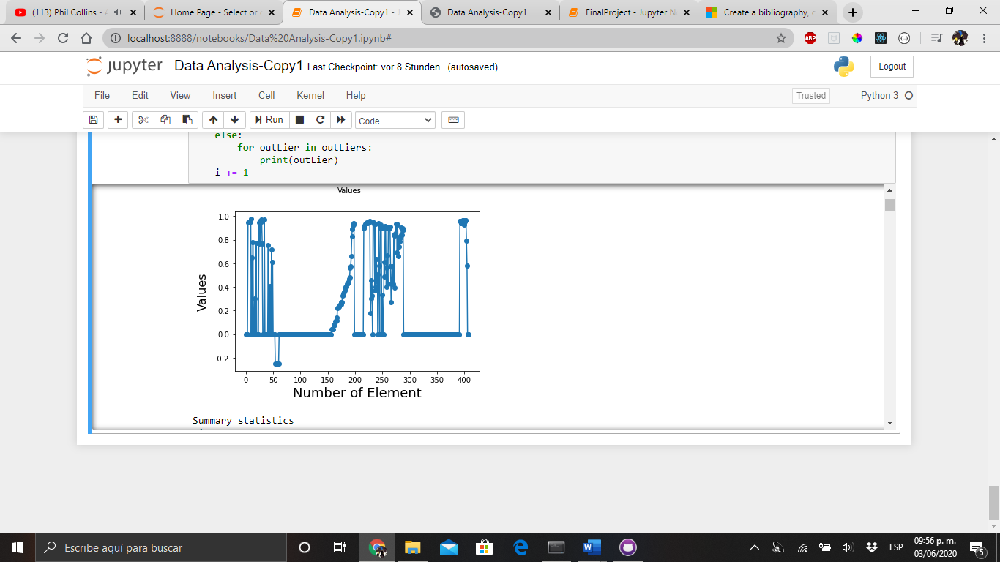 (113) Phil Collins -
Home Page - Select or
Data Analysis-Copy1 - J
Data Analysis-Copy1
FinalProject - Jupyter N
Create a bibliography, c
localhost:8888/notebooks/Data%20Analysis-Copy1.ipynb#
ABP
jupyter Data Analysis-Copy1 Last Checkpoint: vor 8 Stunden (autosaved)
Logout
File Edit View Insert Cell Kernel Help
Trusted
Python 3
Run
Code
else:
for outLier in outLiers:
print(outLier)
i += 1
Values
1.0
0.8
0.6
0.4
0.2
0.0
−0.2
Values
0 50 100 150 200 250 300 350 400
Number of Element
Summary statistics
Escribe aquí para buscar
ESP
09:56 p. m.
03/06/2020
5